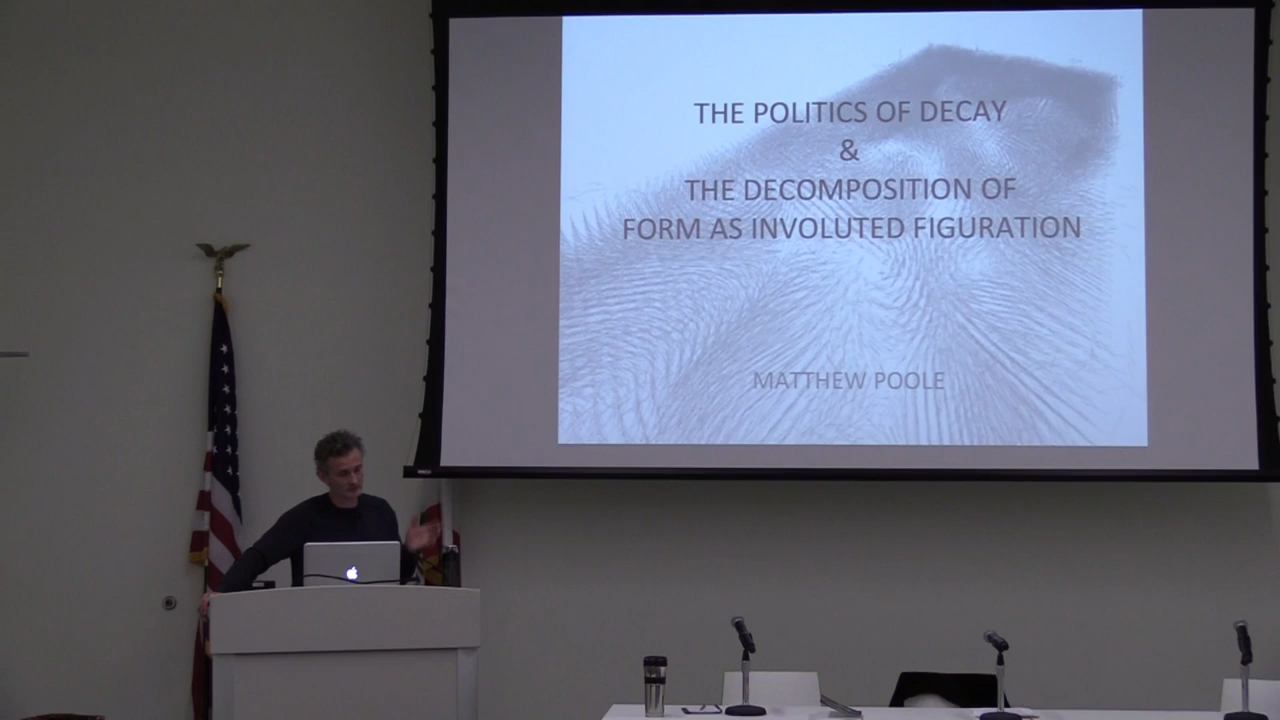 THE POLITICS OF DECAY
&
THE DECOMPOSITION OF
FORM AS INVOLUTED FIGURATION
MATTHEW POOLE